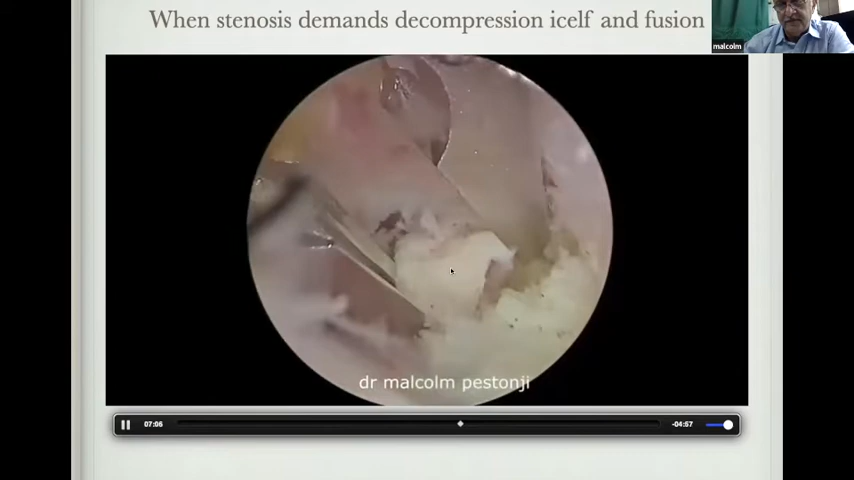 When stenosis demands decompression icelf and fusion
malcolm
dr malcolm pestonji
07:06
-04:57